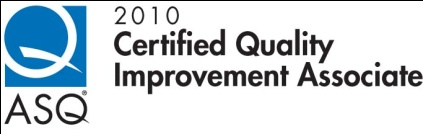 2010
Certified Quality
Improvement Associate
ASQ®